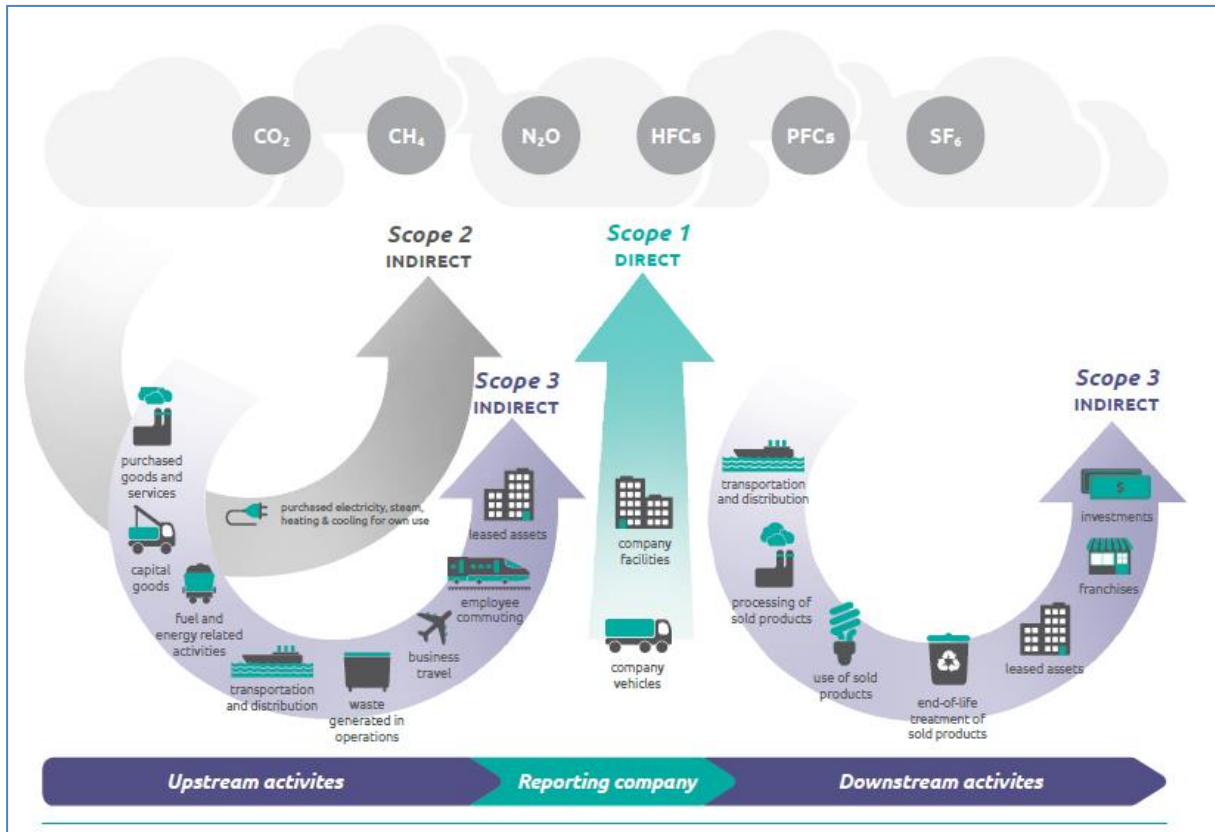 CO₂
CH₄
N₂O
HFCs
PFCs
SF₆
Scope 2
INDIRECT
Scope 1
DIRECT
Scope 3
INDIRECT
Scope 3
INDIRECT
purchased
goods and
services
capital
goods
fuel and
energy related
activities
purchased electricity, steam,
heating & cooling for own use
transportation
and distribution
waste
generated in
operations
business
travel
employee
commuting
leased assets
company
facilities
company
vehicles
transportation
and distribution
processing of
sold products
use of sold
products
end-of-life
treatment of
sold products
leased assets
franchises
$
investments
Upstream activites
Reporting company
Downstream activites